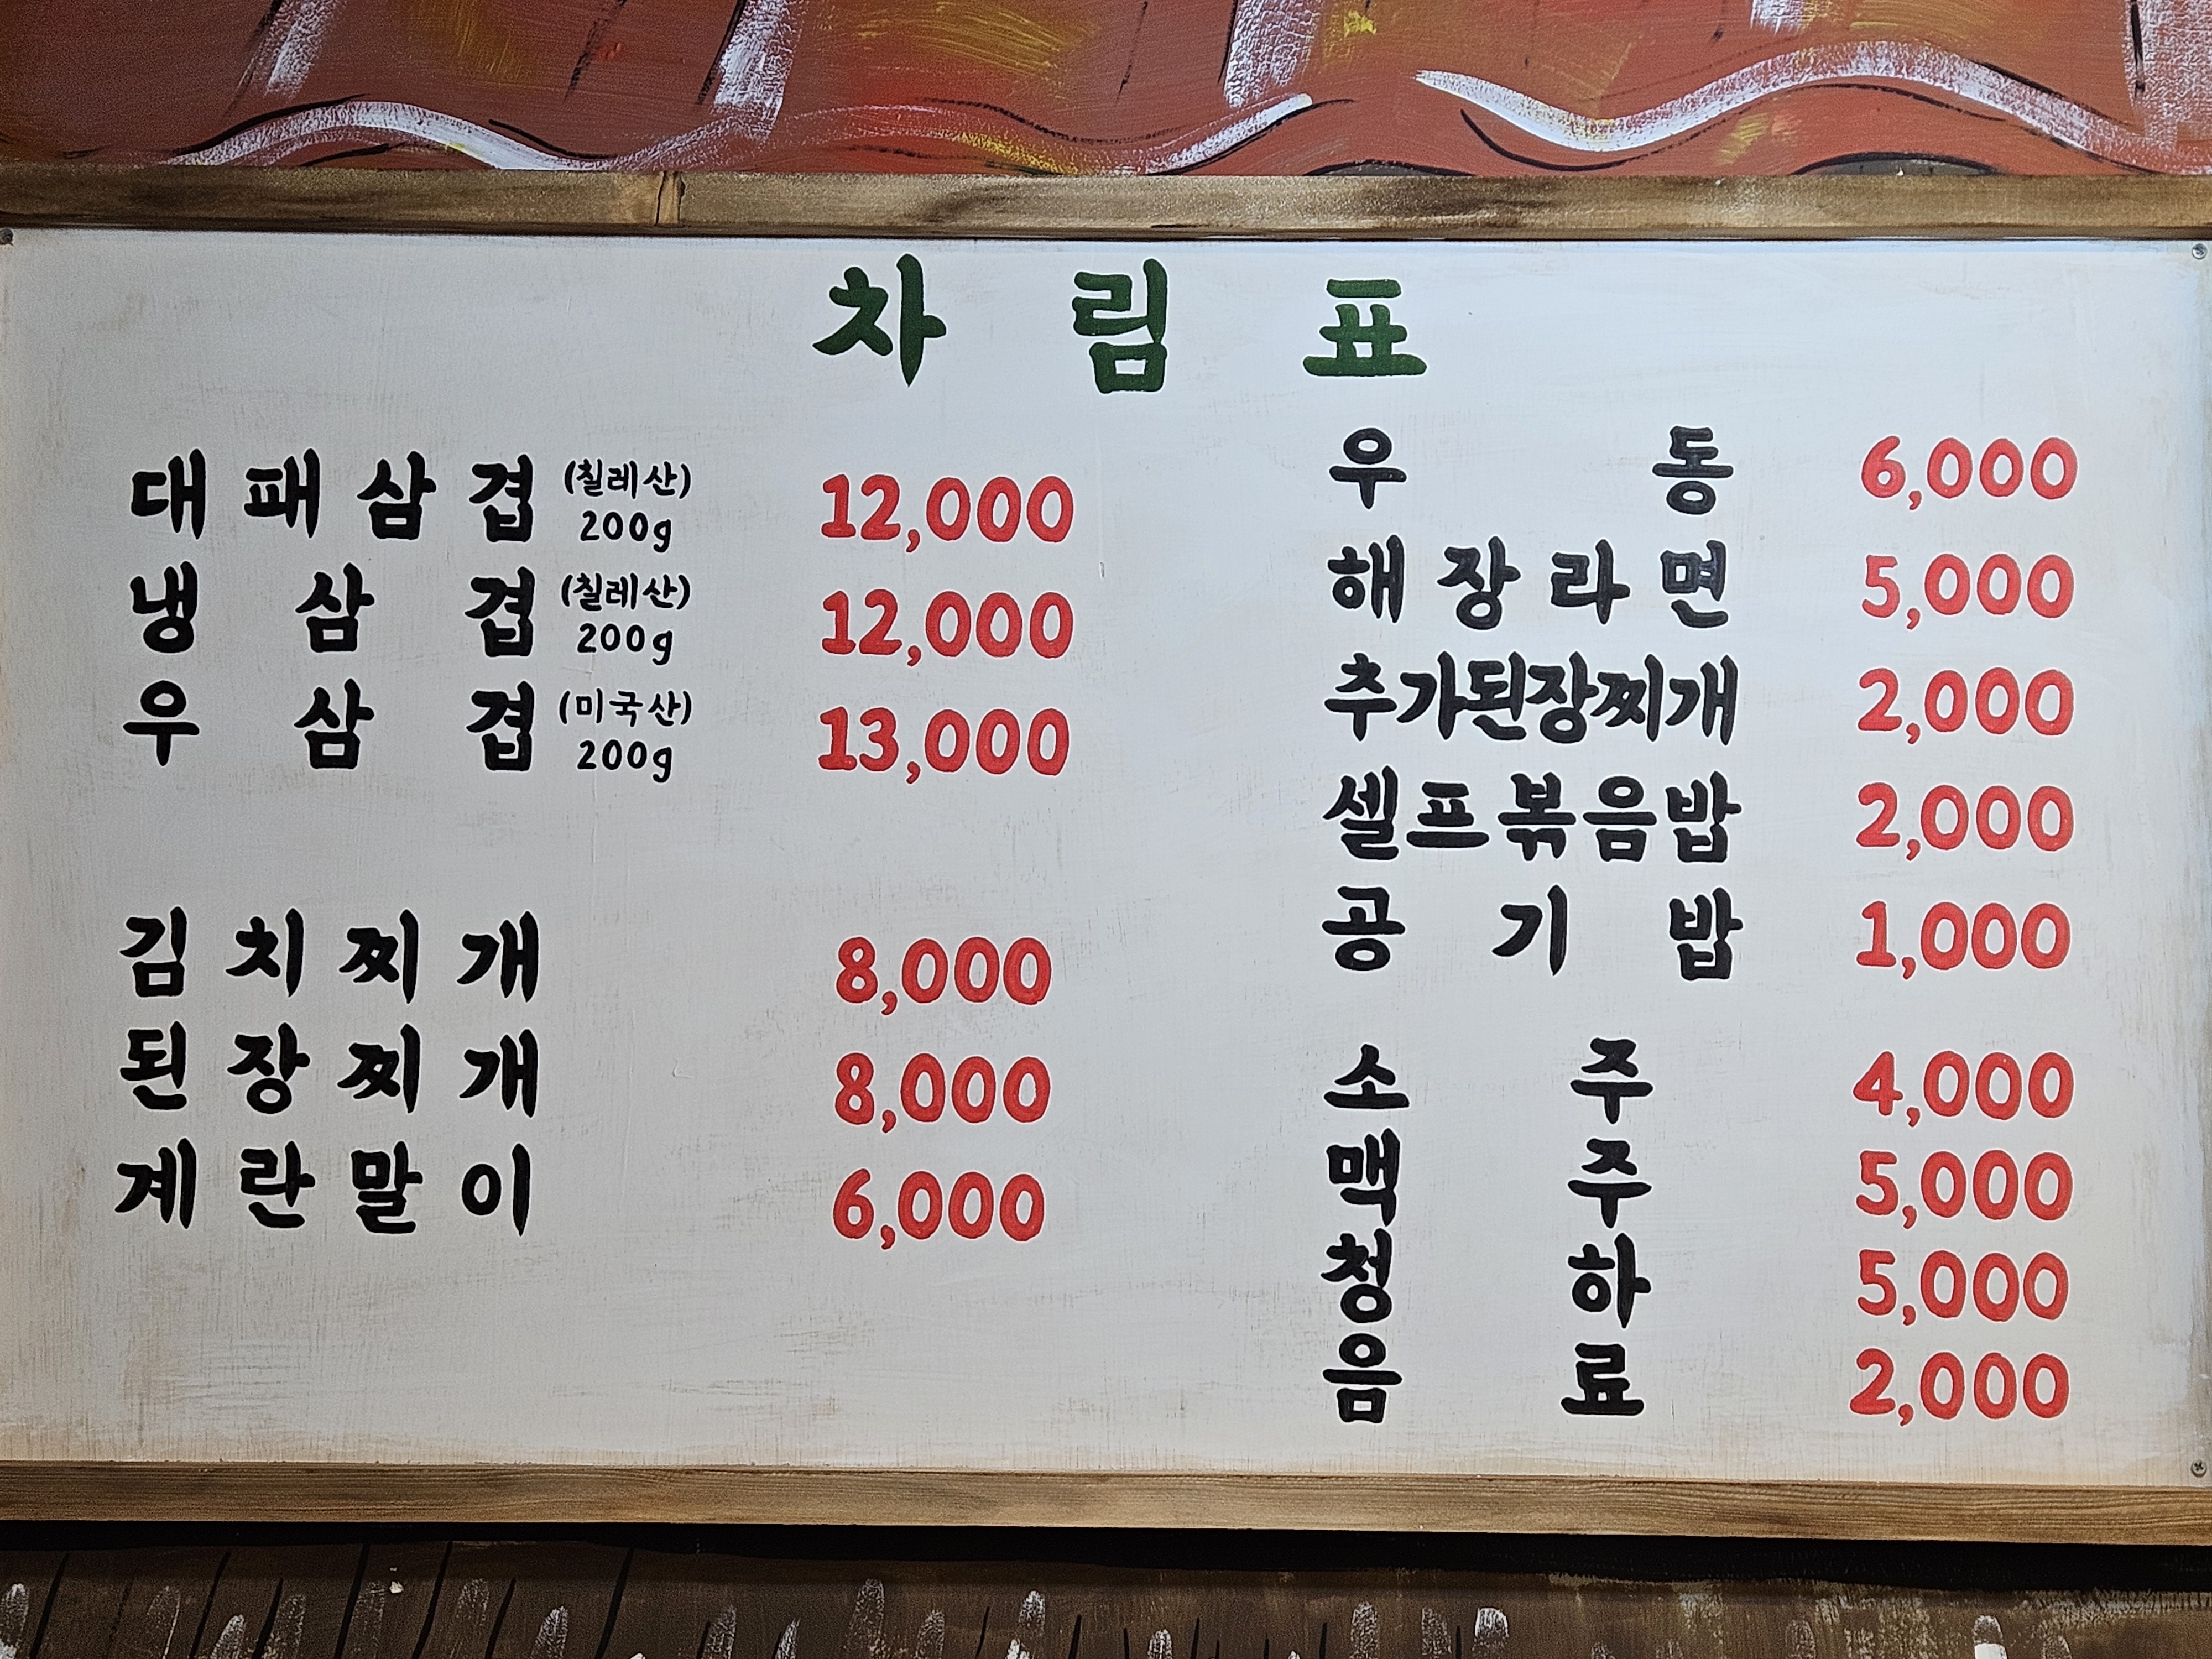 차림표
대패삼겹 (칠레산) 200g 12,000
냉삼겹 (칠레산) 200g 12,000
우삼겹 (미국산) 200g 13,000
김치찌개 8,000
된장찌개 8,000
계란말이 6,000
우동 6,000
해장라면 5,000
추가된장찌개 2,000
셀프볶음밥 2,000
공기밥 1,000
소주 4,000
맥주 5,000
청하 5,000
음료 2,000